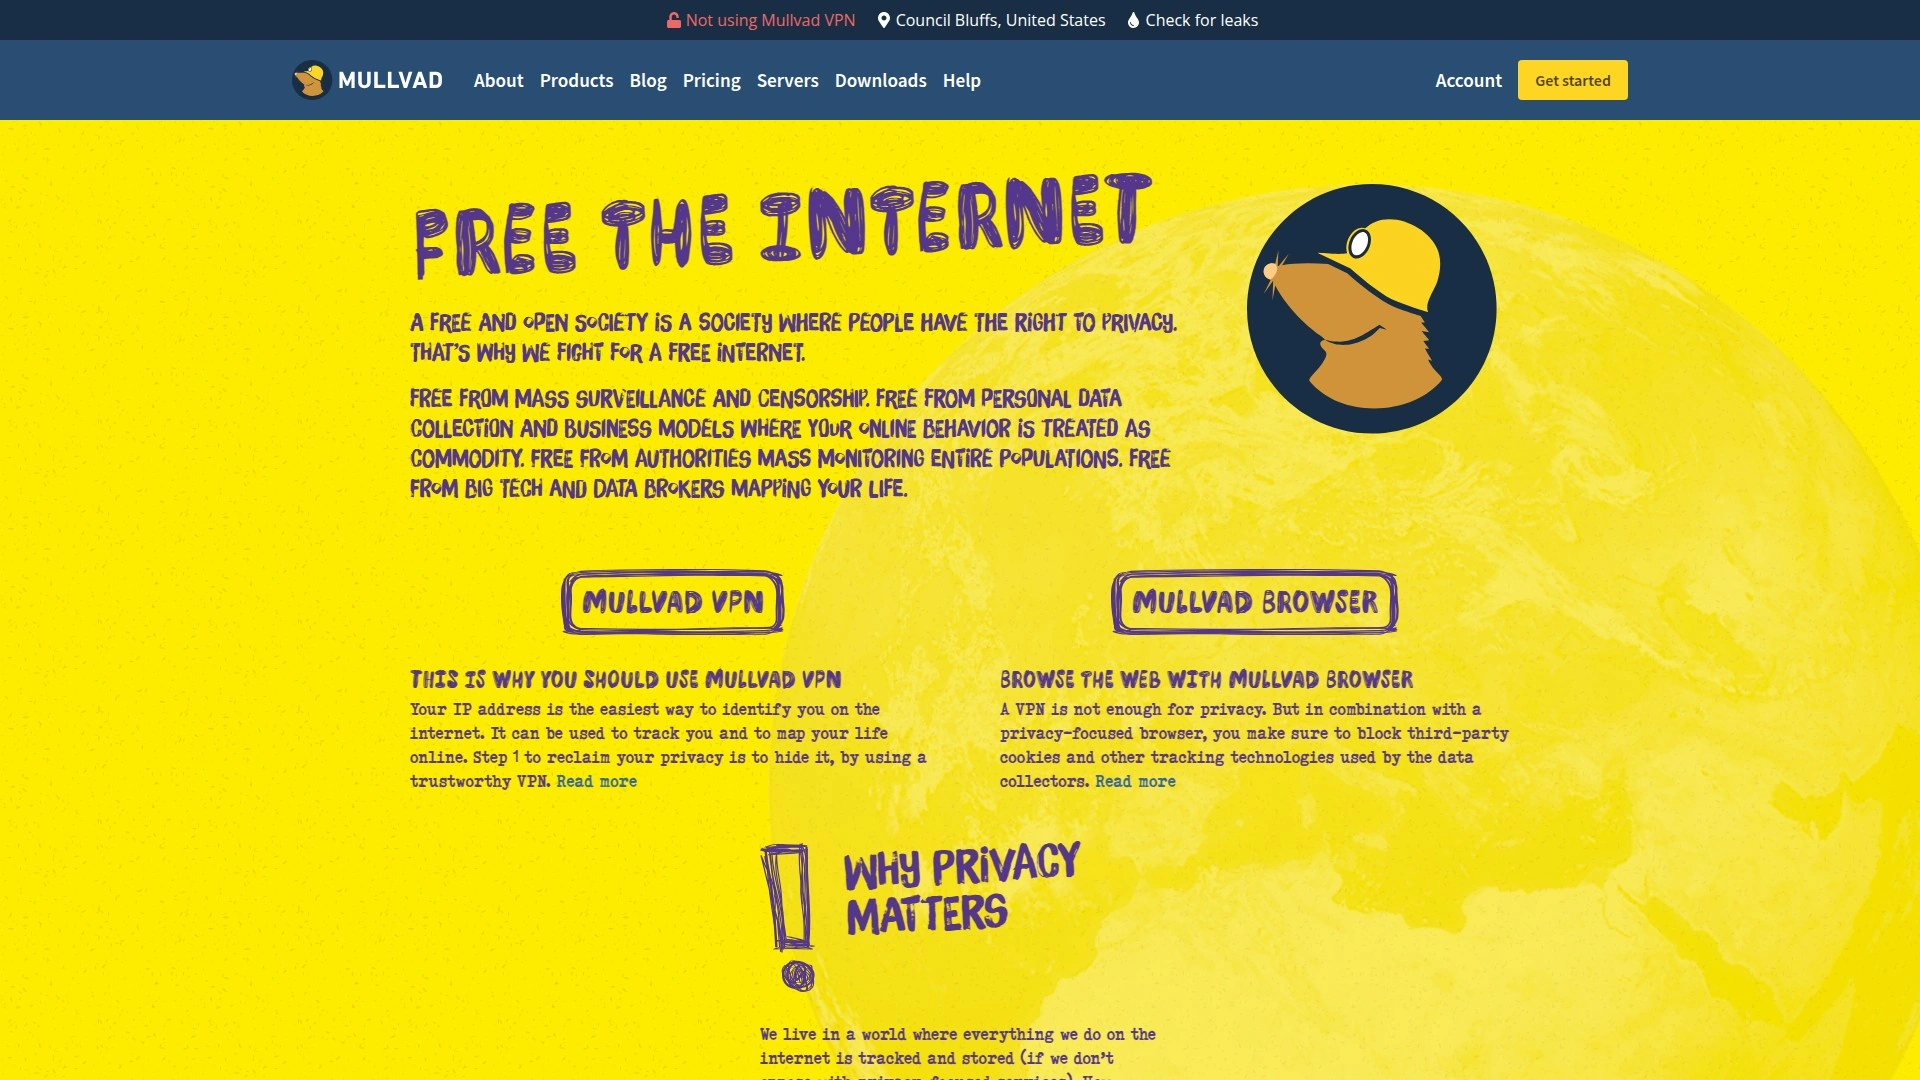 Not using Mullvad VPN Council Bluffs, United States Check for leaks
MULLVAD About Products Blog Pricing Servers Downloads Help Account Get started
FREE THE INTERNET
A FREE AND OPEN SOCIETY IS A SOCIETY WHERE PEOPLE HAVE THE RIGHT TO PRIVACY.
THAT'S WHY WE FIGHT FOR A FREE INTERNET.
FREE FROM MASS SURVEILLANCE AND CENSORSHIP. FREE FROM PERSONAL DATA
COLLECTION AND BUSINESS MODELS WHERE YOUR ONLINE BEHAVIOR IS TREATED AS
COMMODITY. FREE FROM AUTHORITIES MASS MONITORING ENTIRE POPULATIONS. FREE
FROM BIG TECH AND DATA BROKERS MAPPING YOUR LIFE.
MULLVAD VPN
THIS IS WHY YOU SHOULD USE MULLVAD VPN
Your IP address is the easiest way to identify you on the
internet. It can be used to track you and to map your life
online. Step 1 to reclaim your privacy is to hide it, by using a
trustworthy VPN. Read more
MULLVAD BROWSER
BROWSE THE WEB WITH MULLVAD BROWSER
A VPN is not enough for privacy. But in combination with a
privacy-focused browser, you make sure to block third-party
cookies and other tracking technologies used by the data
collectors. Read more
WHY PRIVACY
MATTERS
We live in a world where everything we do on the
internet is tracked and stored (if we don't